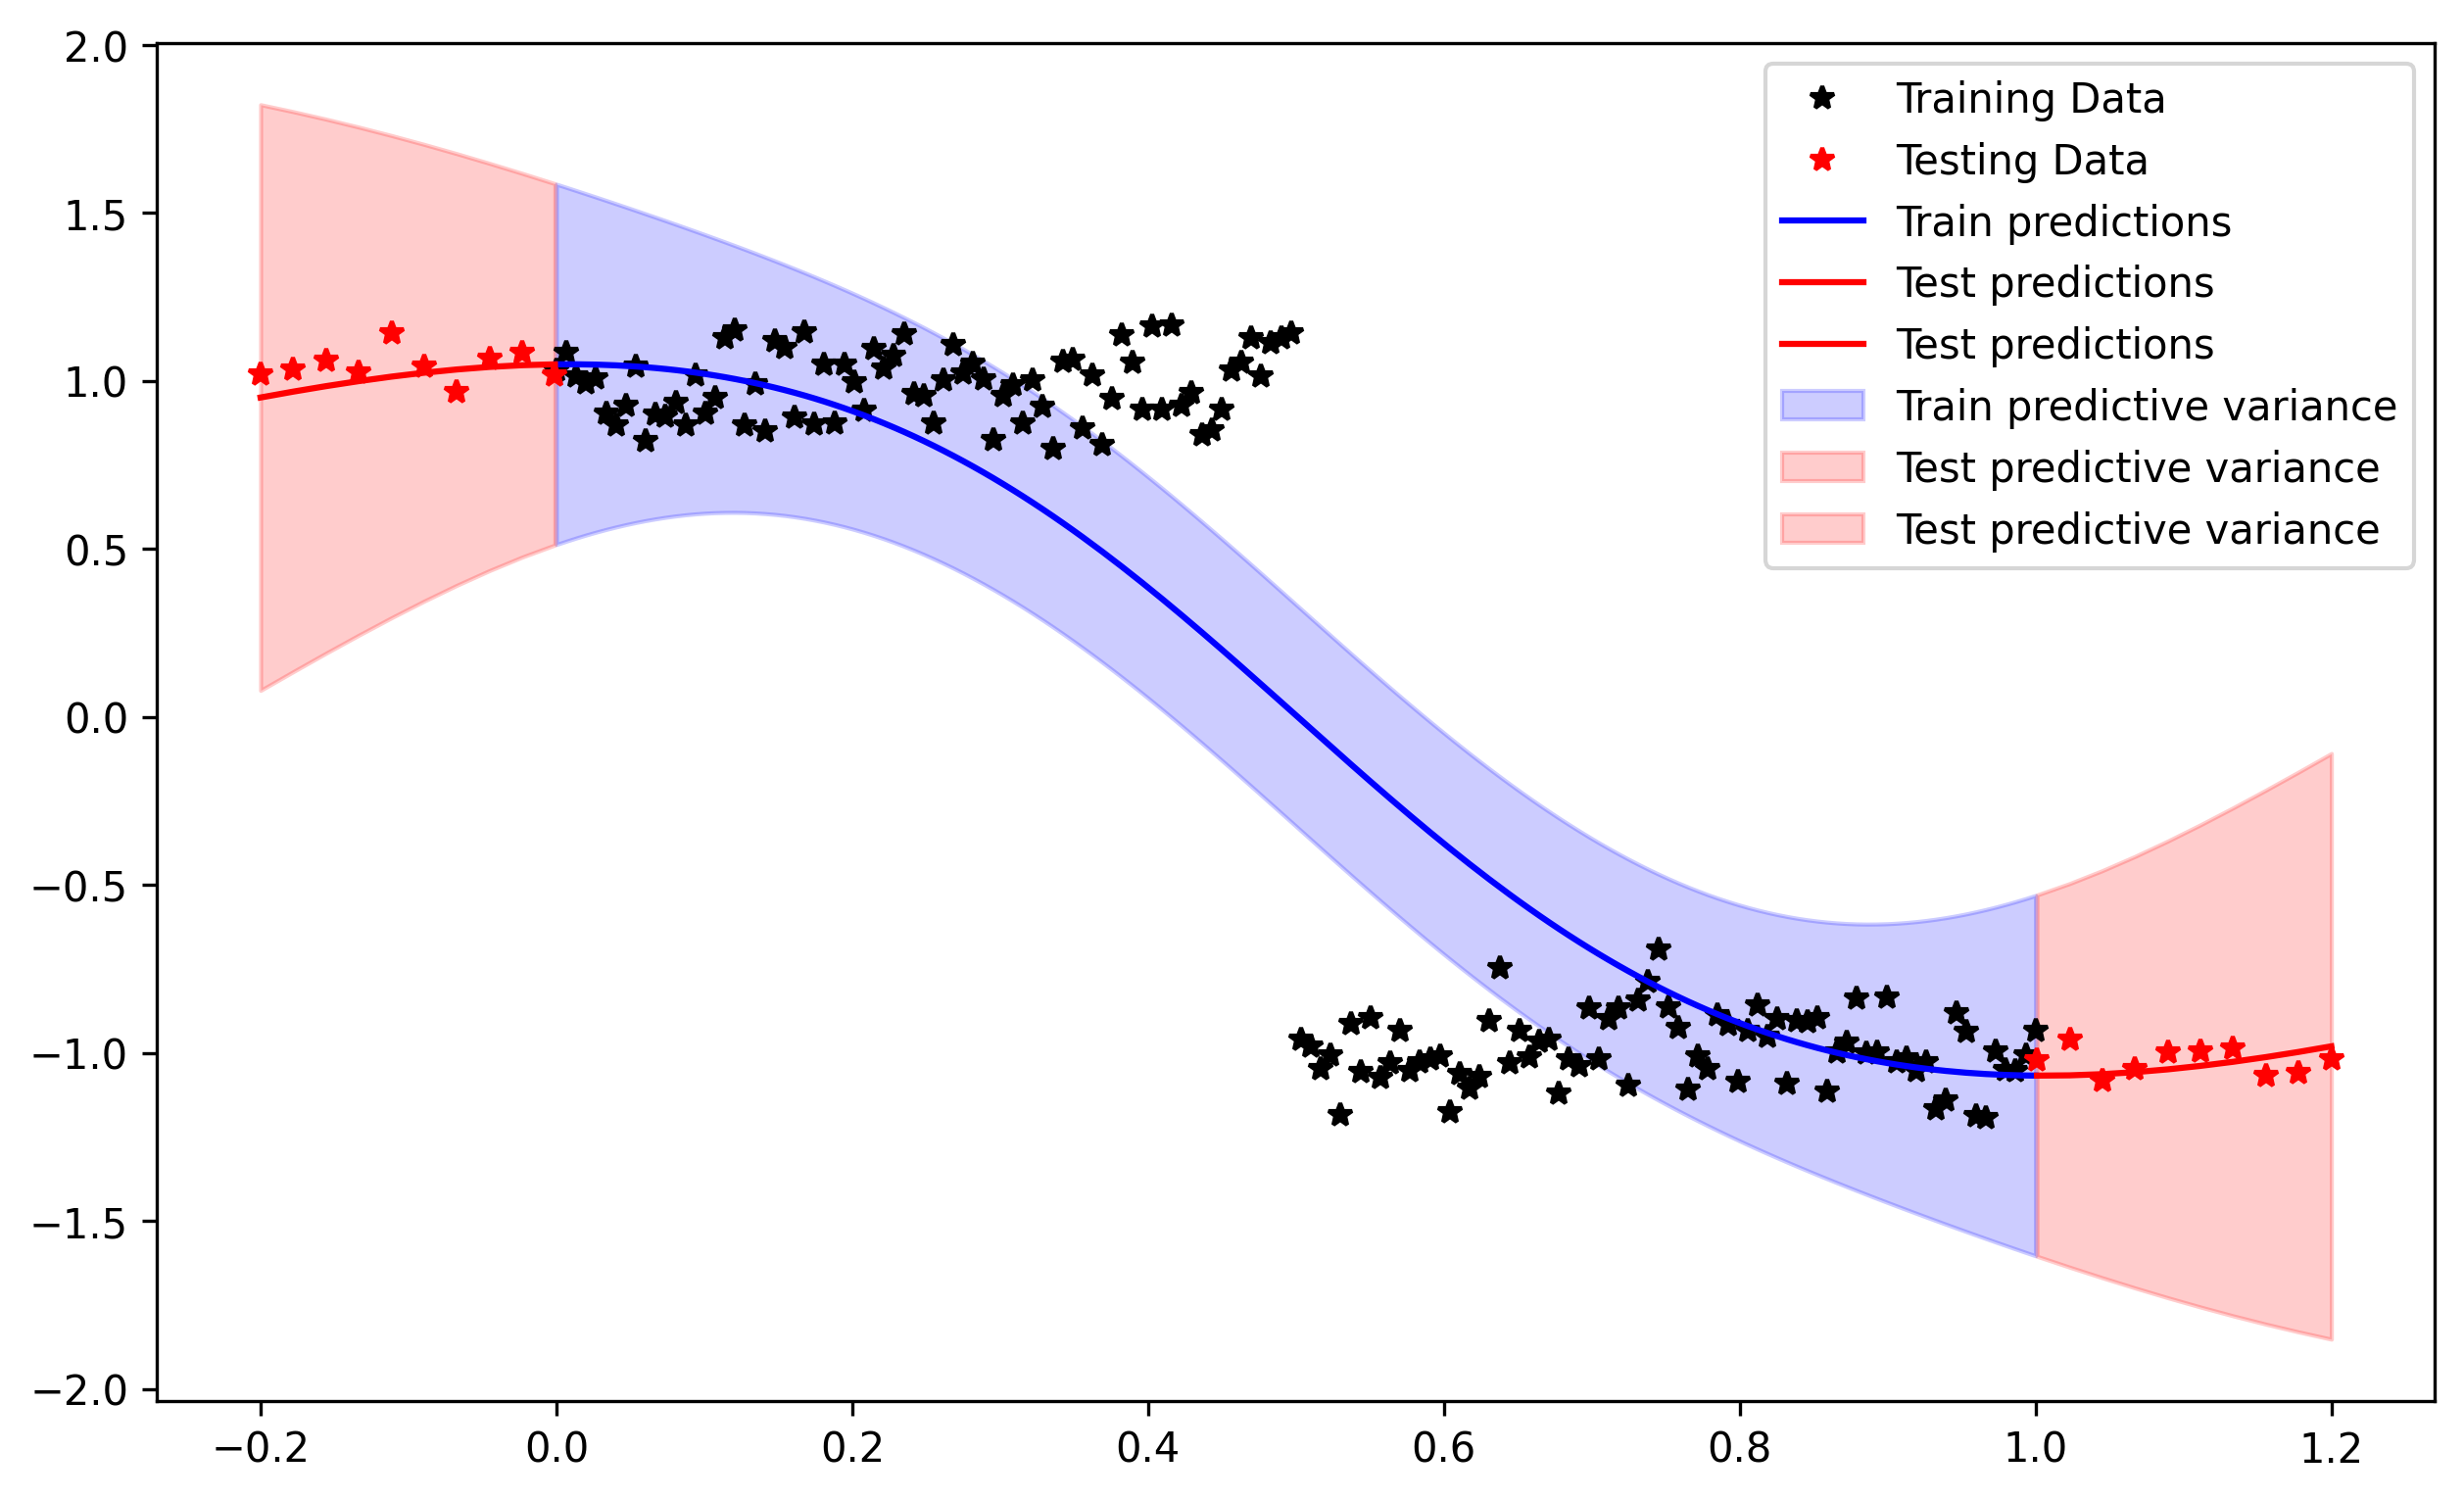 2.0
1.5
1.0
0.5
0.0
−0.5
−1.0
−1.5
−2.0
−0.2
0.0
0.2
0.4
0.6
0.8
1.0
1.2
Training Data
Testing Data
Train predictions
Test predictions
Test predictions
Train predictive variance
Test predictive variance
Test predictive variance